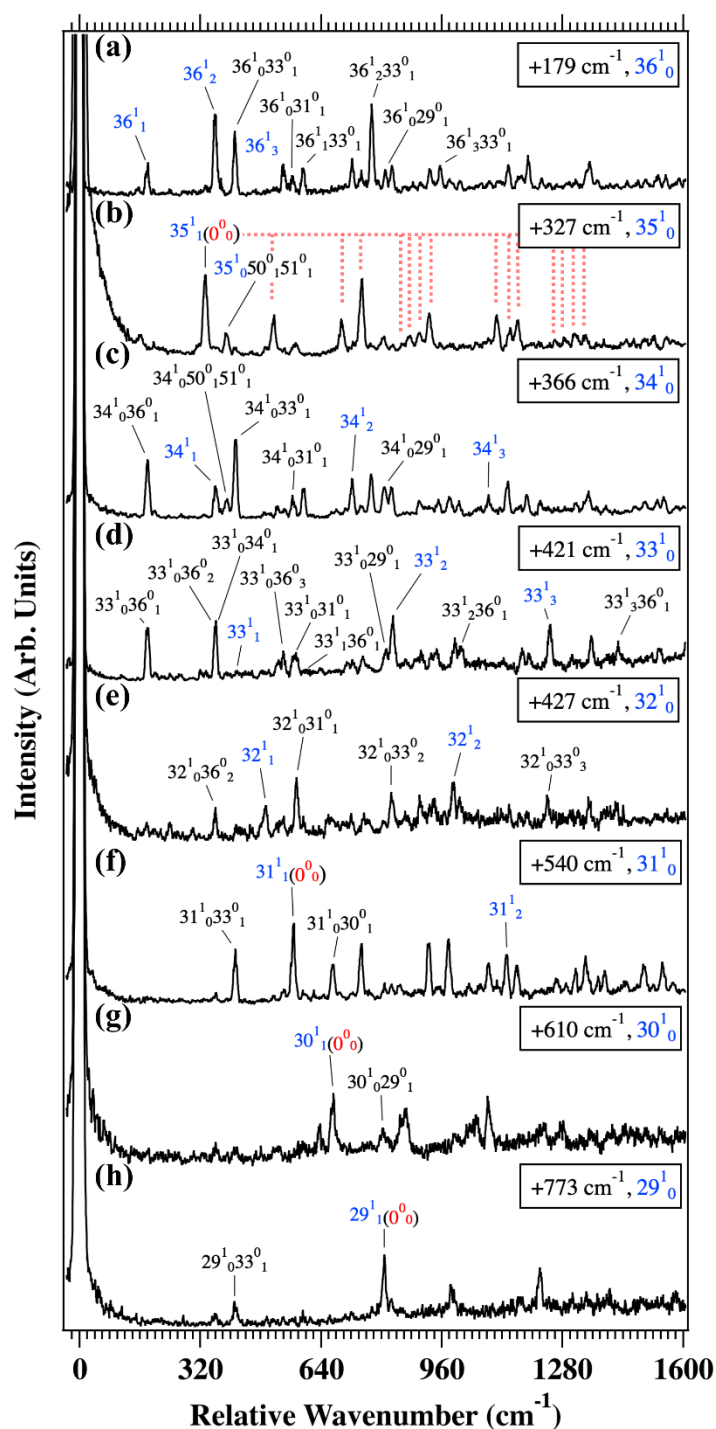 (a)
+179 cm⁻¹, 36¹₀
36¹₁
36¹₂
36¹₀33⁰₁
36¹₃
36¹₀31⁰₁
36¹₁33⁰₁
36¹₂33⁰₁
36¹₀29⁰₁
36¹₃33⁰₁
(b)
+327 cm⁻¹, 35¹₀
35¹₁(0⁰₀)
35¹₀50⁰₁51⁰₁
(c)
+366 cm⁻¹, 34¹₀
34¹₀36⁰₁
34¹₁
34¹₀50⁰₁51⁰₁
34¹₀33⁰₁
34¹₀31⁰₁
34¹₂
34¹₀29⁰₁
34¹₃
(d)
+421 cm⁻¹, 33¹₀
33¹₀36⁰₁
33¹₀36⁰₂
33¹₀34⁰₁
33¹₁
33¹₀36⁰₃
33¹₀31⁰₁
33¹₁36⁰₁
33¹₀29⁰₁
33¹₂
33¹₂36⁰₁
33¹₃
33¹₃36⁰₁
(e)
+427 cm⁻¹, 32¹₀
32¹₀36⁰₂
32¹₁
32¹₀31⁰₁
32¹₀33⁰₂
32¹₂
32¹₀33⁰₃
(f)
+540 cm⁻¹, 31¹₀
31¹₀33⁰₁
31¹₁(0⁰₀)
31¹₀30⁰₁
31¹₂
(g)
+610 cm⁻¹, 30¹₀
30¹₁(0⁰₀)
30¹₀29⁰₁
(h)
+773 cm⁻¹, 29¹₀
29¹₀33⁰₁
29¹₁(0⁰₀)
Intensity (Arb. Units)
0 320 640 960 1280 1600
Relative Wavenumber (cm⁻¹)